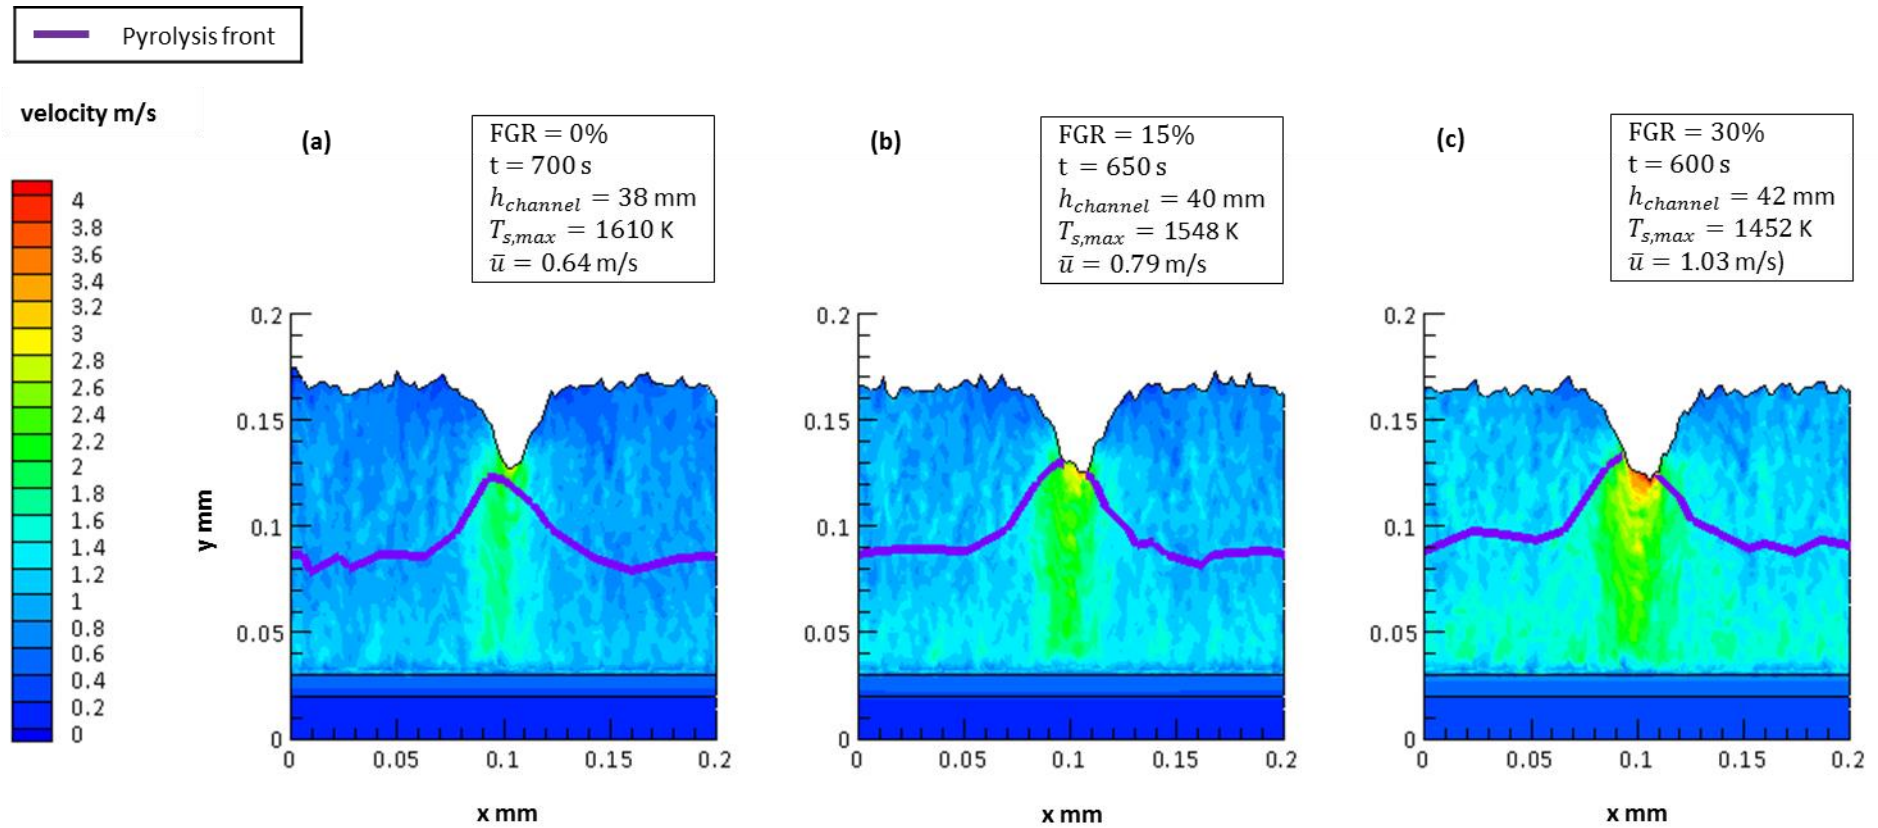 Pyrolysis front
velocity m/s
4
3.8
3.6
3.4
3.2
3
2.8
2.6
2.4
2.2
2
1.8
1.6
1.4
1.2
1
0.8
0.6
0.4
0.2
0
(a)
FGR = 0%
t = 700 s
h_channel = 38 mm
T_s,max = 1610 K
ū = 0.64 m/s
y mm
0.2
0.15
0.1
0.05
0
0 0.05 0.1 0.15 0.2
x mm
(b)
FGR = 15%
t = 650 s
h_channel = 40 mm
T_s,max = 1548 K
ū = 0.79 m/s
0.2
0.15
0.1
0.05
0
0 0.05 0.1 0.15 0.2
x mm
(c)
FGR = 30%
t = 600 s
h_channel = 42 mm
T_s,max = 1452 K
ū = 1.03 m/s)
0.2
0.15
0.1
0.05
0
0 0.05 0.1 0.15 0.2
x mm